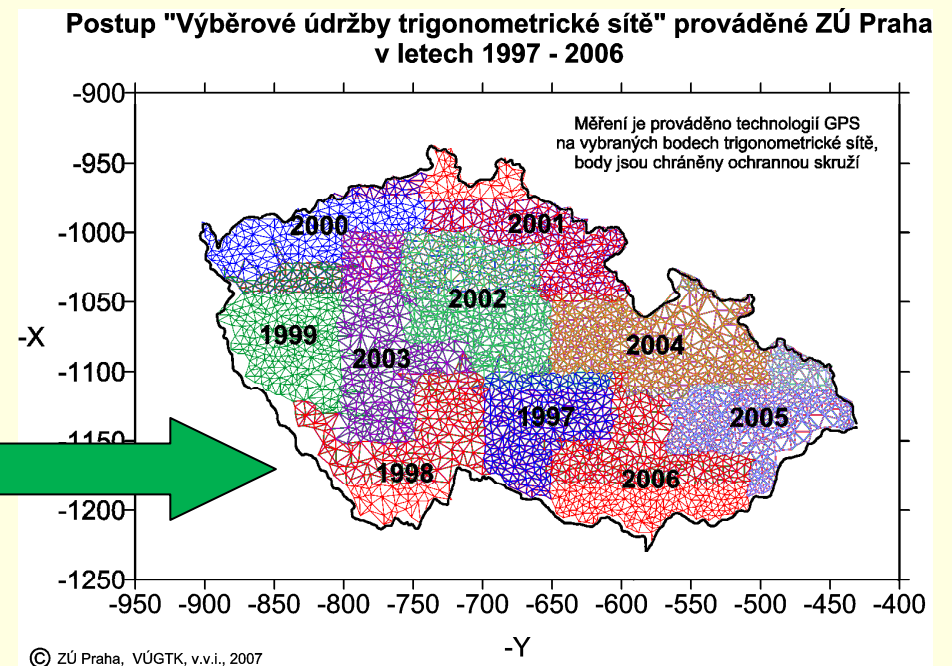 Postup "Výběrové údržby trigonometrické sítě" prováděné ZÚ Praha
v letech 1997 - 2006
Měření je prováděno technologií GPS
na vybraných bodech trigonometrické sítě,
body jsou chráněny ochrannou skruží
-900
-950
-1000
-1050
-X
-1100
-1150
-1200
-1250
2000
2001
2002
1999
2003
2004
1997
2005
1998
2006
-950 -900 -850 -800 -750 -700 -650 -600 -550 -500 -450 -400
-Y
© ZÚ Praha, VÚGTK, v.v.i., 2007